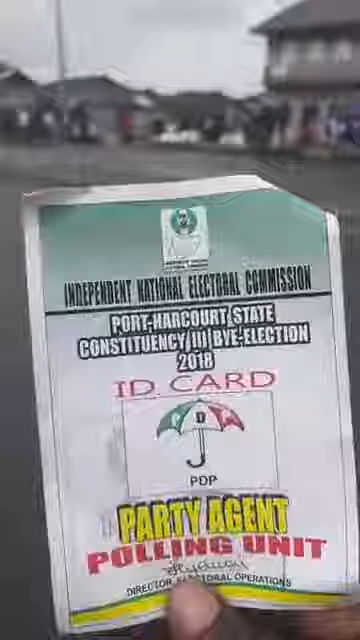 INDEPENDENT NATIONAL ELECTORAL COMMISSION
PORT-HARCOURT STATE
CONSTITUENCY (III) BYE-ELECTION
2018
ID CARD
P D P
PDP
PARTY AGENT
POLLING UNIT
DIRECTOR ELECTORAL OPERATIONS